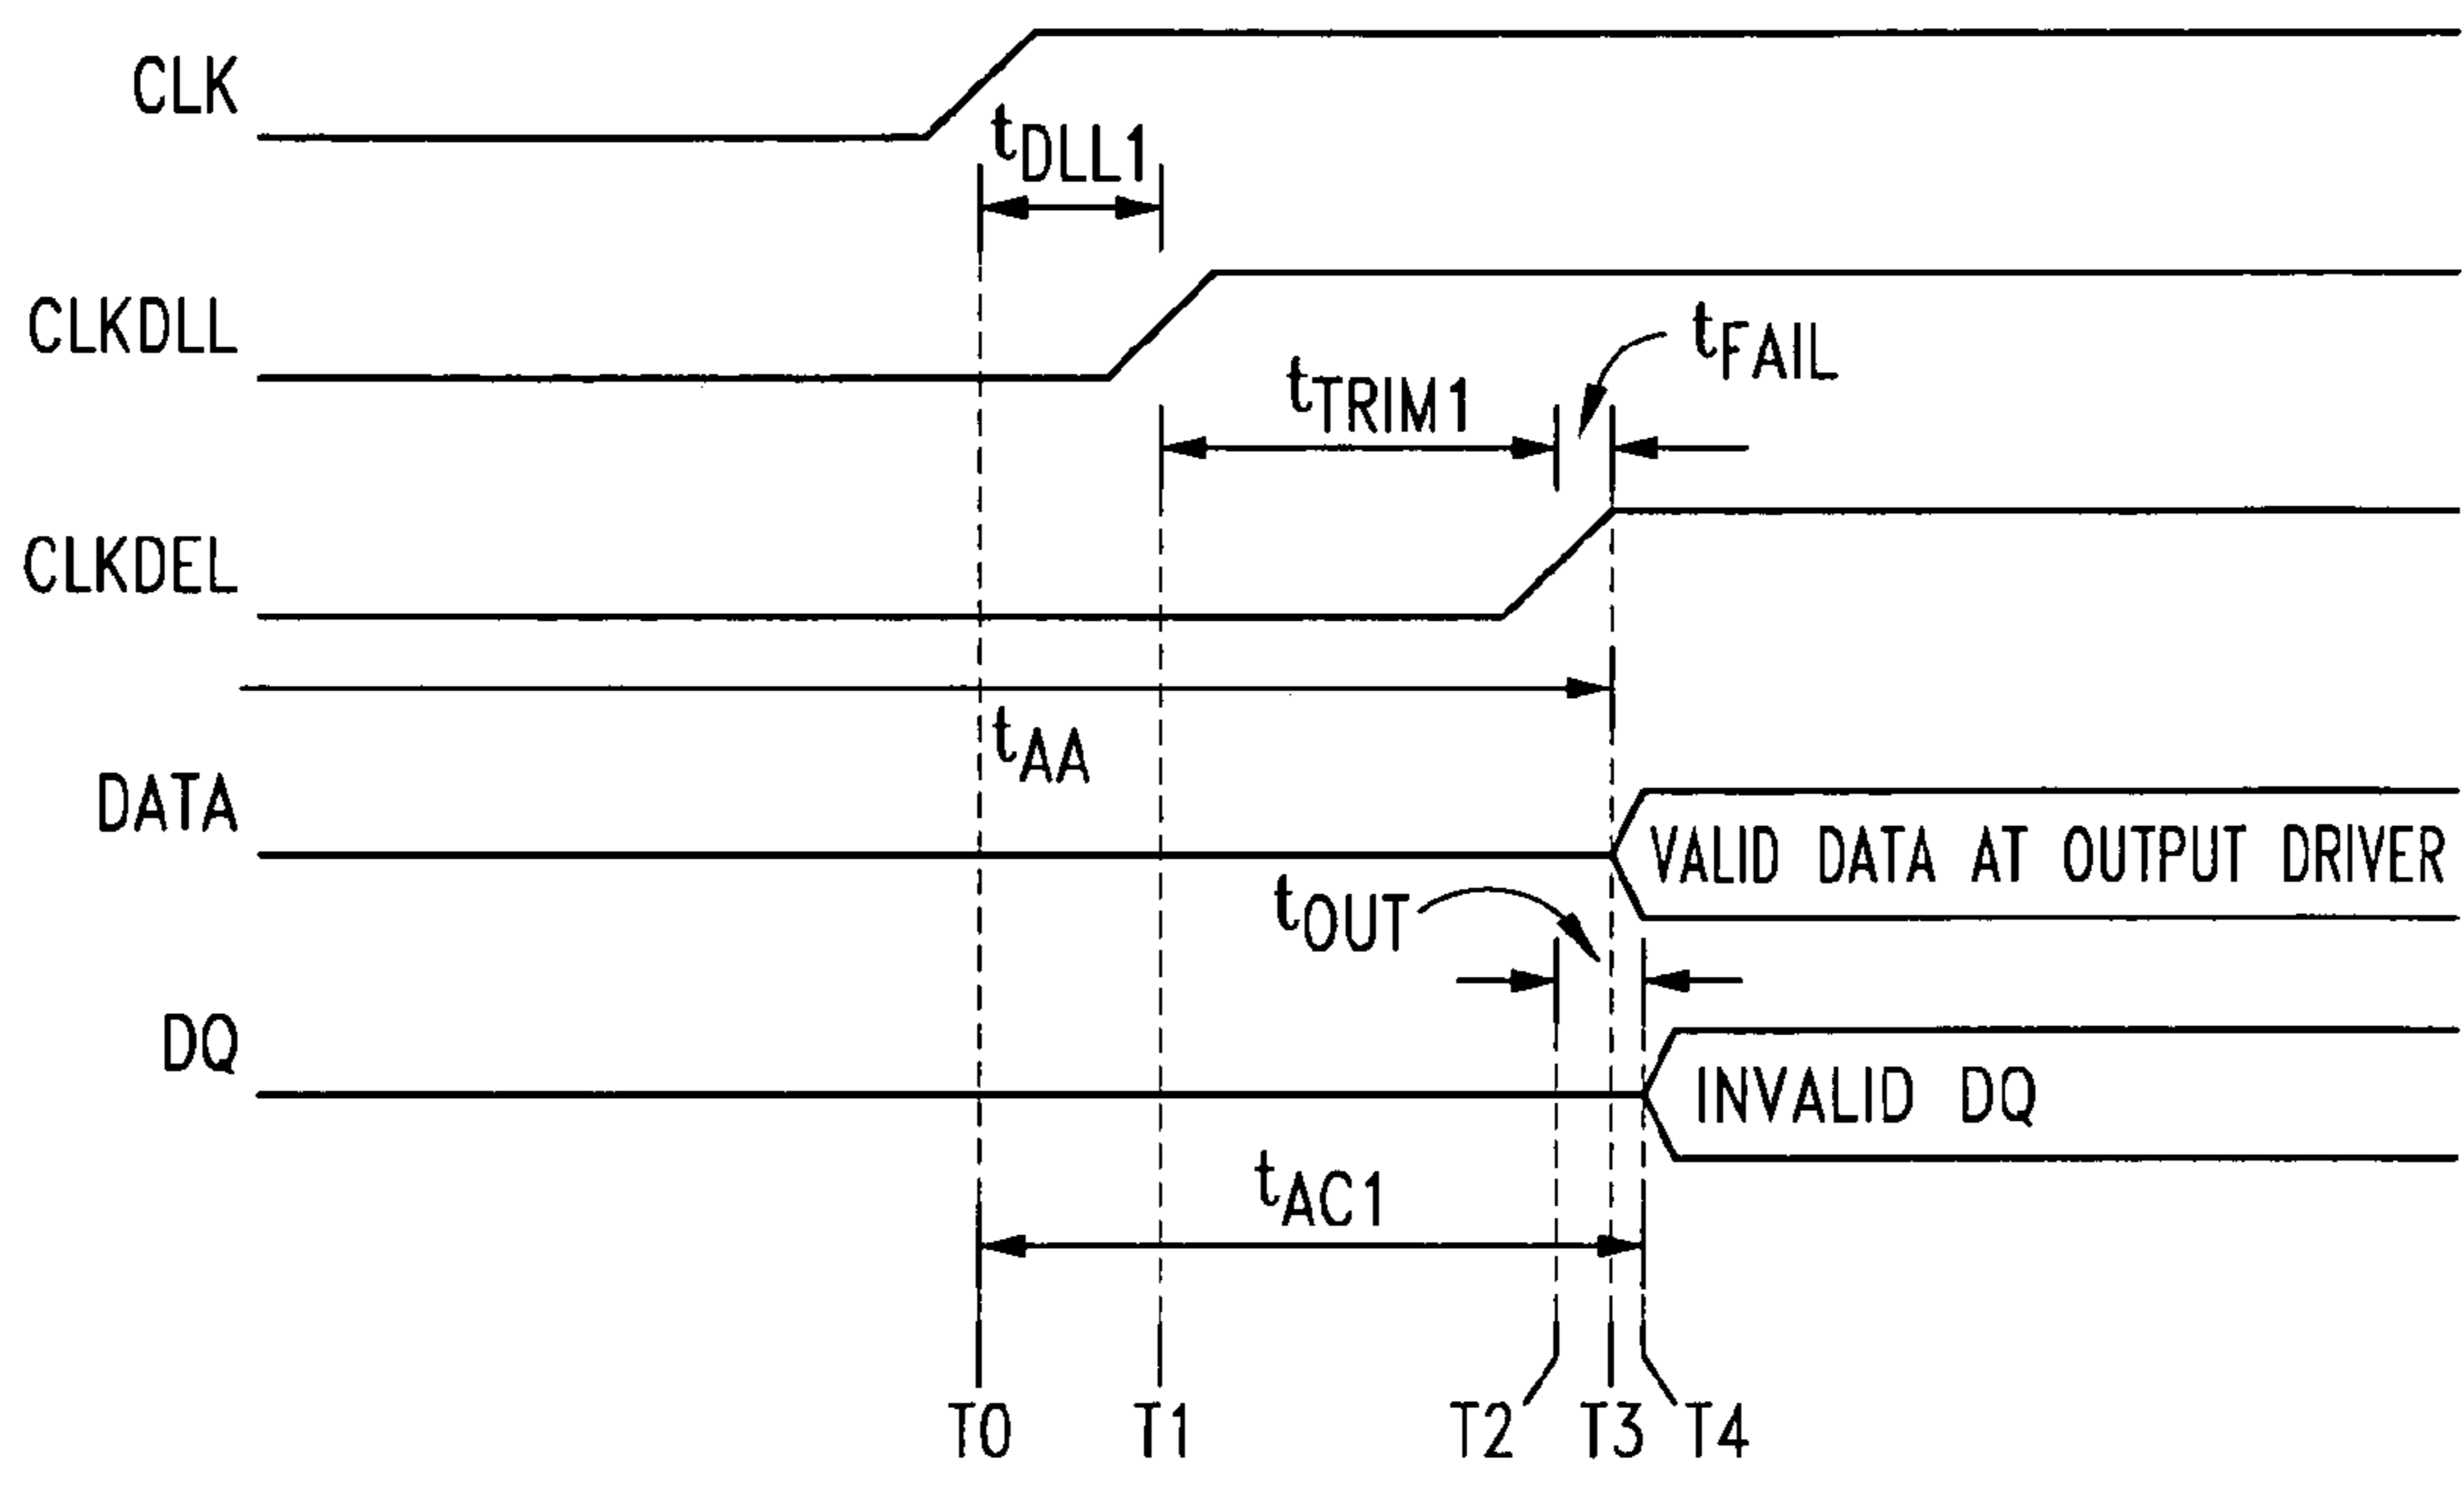 CLK
tDLL1
CLKDLL
tFAIL
tTRIM1
CLKDEL
tAA
DATA
VALID DATA AT OUTPUT DRIVER
tOUT
DQ
INVALID DQ
tAC1
T0 T1 T2 T3 T4